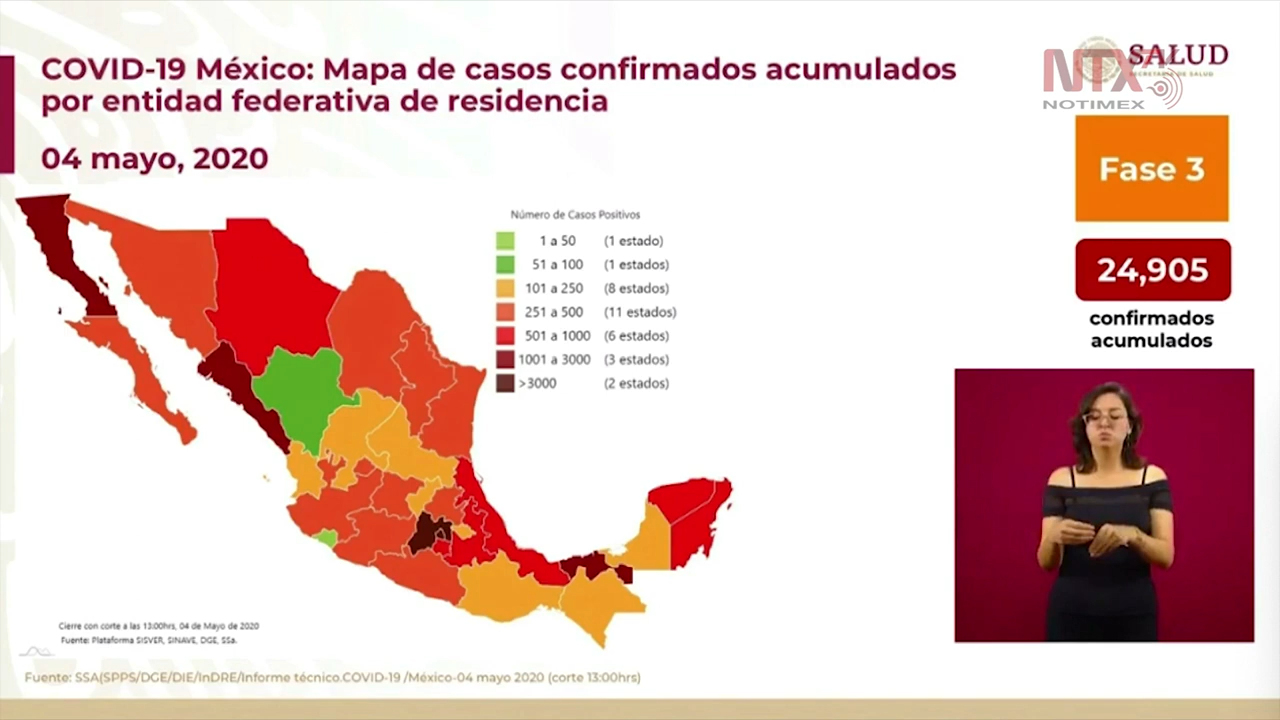 COVID-19 México: Mapa de casos confirmados acumulados
por entidad federativa de residencia
04 mayo, 2020
SALUD
SECRETARÍA DE SALUD
NTX
NOTIMEX
Fase 3
24,905
confirmados
acumulados
Número de Casos Positivos
1 a 50 (1 estado)
51 a 100 (1 estados)
101 a 250 (8 estados)
251 a 500 (11 estados)
501 a 1000 (6 estados)
1001 a 3000 (3 estados)
>3000 (2 estados)
Cierre con corte a las 13:00hrs, 04 de Mayo de 2020
Fuente: Plataforma SISVER, SINAVE, DGE, SSa.
Fuente: SSA(SPPS/DGE/DIE/InDRE/Informe técnico.COVID-19 /México-04 mayo 2020 (corte 13:00hrs)